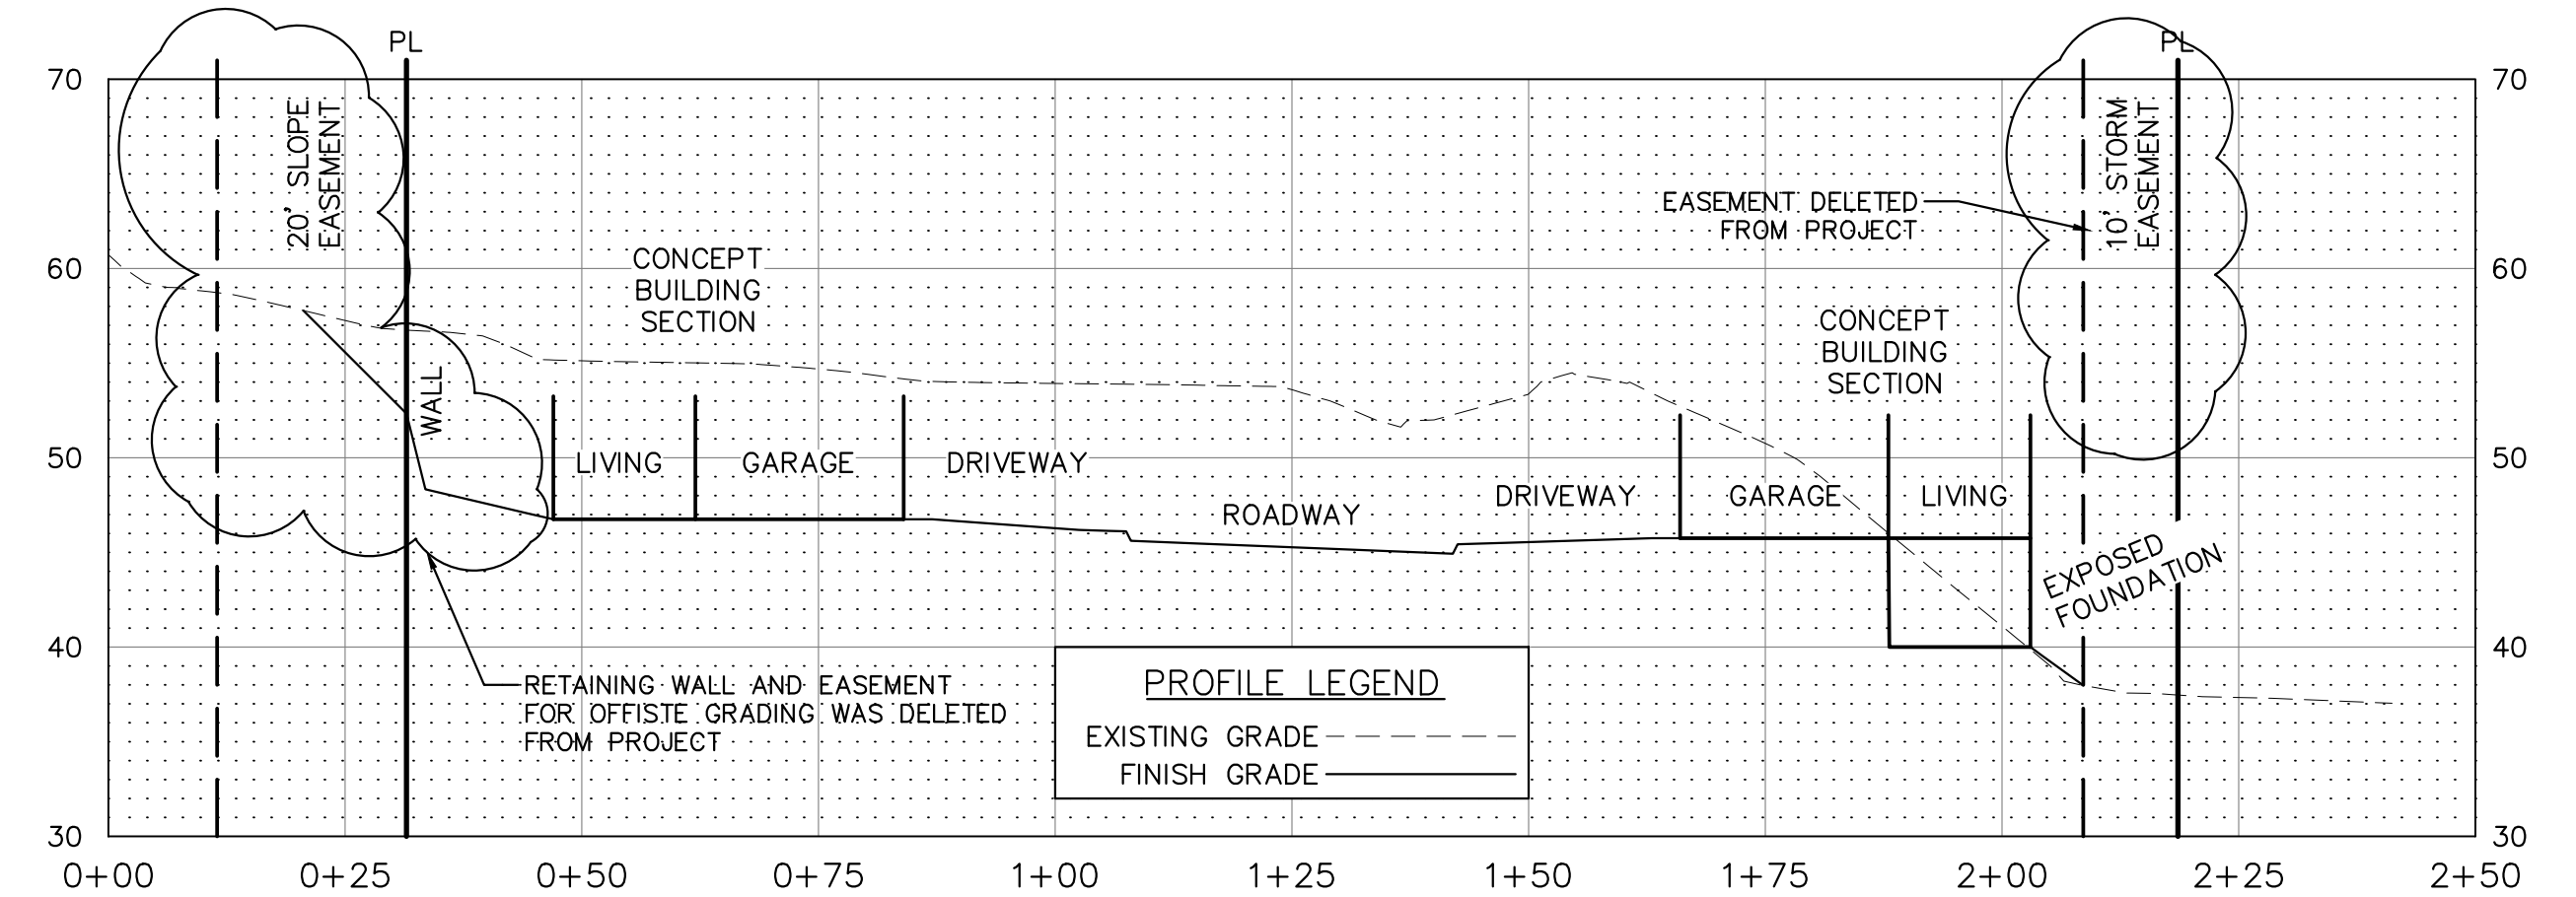 PL
PL
70
70
20' SLOPE
EASEMENT
10' STORM
EASEMENT
EASEMENT DELETED
FROM PROJECT
60
60
CONCEPT
BUILDING
SECTION
CONCEPT
BUILDING
SECTION
WALL
50
50
LIVING
GARAGE
DRIVEWAY
ROADWAY
DRIVEWAY
GARAGE
LIVING
EXPOSED
FOUNDATION
40
40
RETAINING WALL AND EASEMENT
FOR OFFISTE GRADING WAS DELETED
FROM PROJECT
PROFILE LEGEND
EXISTING GRADE
FINISH GRADE
30
30
0+00 0+25 0+50 0+75 1+00 1+25 1+50 1+75 2+00 2+25 2+50